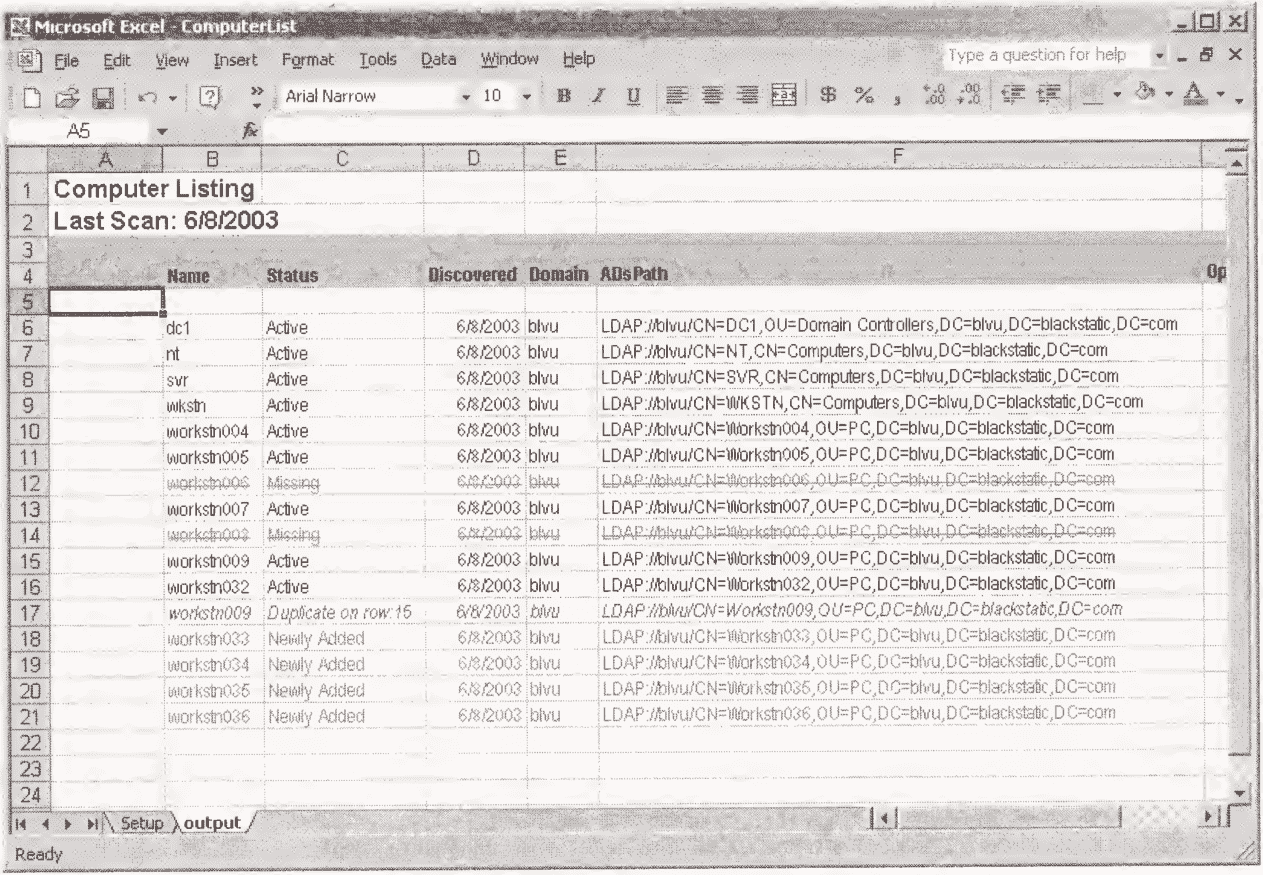 Microsoft Excel - ComputerList
File Edit View Insert Format Tools Data Window Help Type a question for help
Arial Narrow 10 B I U $ % ,
A5 fx
A B C D E F
1 Computer Listing
2 Last Scan: 6/8/2003
3
4 Name Status Discovered Domain ADsPath Op
5
6 dc1 Active 6/8/2003 blvu LDAP://blvu/CN=DC1,OU=Domain Controllers,DC=blvu,DC=blackstatic,DC=com
7 nt Active 6/8/2003 blvu LDAP://blvu/CN=NT,CN=Computers,DC=blvu,DC=blackstatic,DC=com
8 svr Active 6/8/2003 blvu LDAP://blvu/CN=SVR,CN=Computers,DC=blvu,DC=blackstatic,DC=com
9 wkstn Active 6/8/2003 blvu LDAP://blvu/CN=WKSTN,CN=Computers,DC=blvu,DC=blackstatic,DC=com
10 workstn004 Active 6/8/2003 blvu LDAP://blvu/CN=Workstn004,OU=PC,DC=blvu,DC=blackstatic,DC=com
11 workstn005 Active 6/8/2003 blvu LDAP://blvu/CN=Workstn005,OU=PC,DC=blvu,DC=blackstatic,DC=com
12 workstn006 Missing 6/8/2003 blvu LDAP://blvu/CN=Workstn006,OU=PC,DC=blvu,DC=blackstatic,DC=com
13 workstn007 Active 6/8/2003 blvu LDAP://blvu/CN=Workstn007,OU=PC,DC=blvu,DC=blackstatic,DC=com
14 workstn008 Missing 6/8/2003 blvu LDAP://blvu/CN=Workstn008,OU=PC,DC=blvu,DC=blackstatic,DC=com
15 workstn009 Active 6/8/2003 blvu LDAP://blvu/CN=Workstn009,OU=PC,DC=blvu,DC=blackstatic,DC=com
16 workstn032 Active 6/8/2003 blvu LDAP://blvu/CN=Workstn032,OU=PC,DC=blvu,DC=blackstatic,DC=com
17 workstn009 Duplicate on row:15 6/8/2003 blvu LDAP://blvu/CN=Workstn009,OU=PC,DC=blvu,DC=blackstatic,DC=com
18 workstn033 Newly Added 6/8/2003 blvu LDAP://blvu/CN=Workstn033,OU=PC,DC=blvu,DC=blackstatic,DC=com
19 workstn034 Newly Added 6/8/2003 blvu LDAP://blvu/CN=Workstn034,OU=PC,DC=blvu,DC=blackstatic,DC=com
20 workstn035 Newly Added 6/8/2003 blvu LDAP://blvu/CN=Workstn035,OU=PC,DC=blvu,DC=blackstatic,DC=com
21 workstn036 Newly Added 6/8/2003 blvu LDAP://blvu/CN=Workstn036,OU=PC,DC=blvu,DC=blackstatic,DC=com
22
23
24
Setup output
Ready